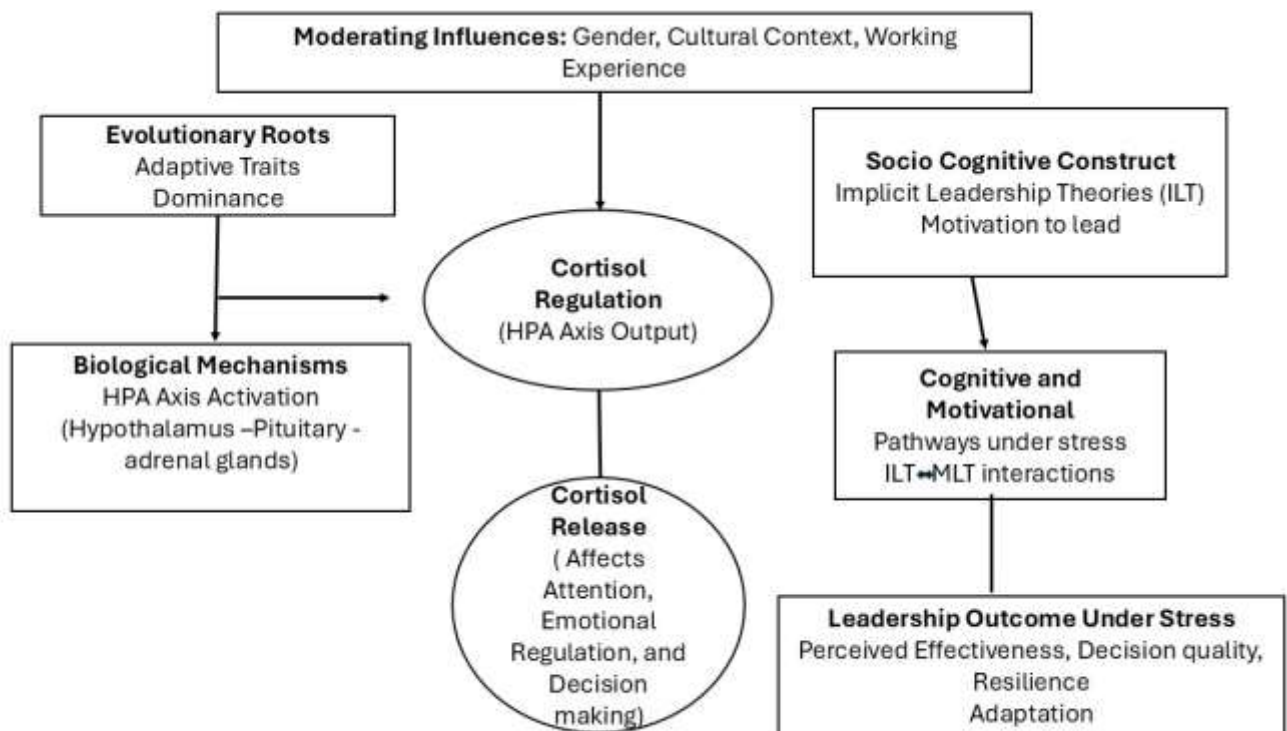 Moderating Influences: Gender, Cultural Context, Working
Experience
Evolutionary Roots
Adaptive Traits
Dominance
Socio Cognitive Construct
Implicit Leadership Theories (ILT)
Motivation to lead
Cortisol
Regulation
(HPA Axis Output)
Biological Mechanisms
HPA Axis Activation
(Hypothalamus –Pituitary -
adrenal glands)
Cognitive and
Motivational
Pathways under stress
ILT↔MLT interactions
Cortisol
Release
( Affects
Attention,
Emotional
Regulation, and
Decision
making)
Leadership Outcome Under Stress
Perceived Effectiveness, Decision quality,
Resilience
Adaptation